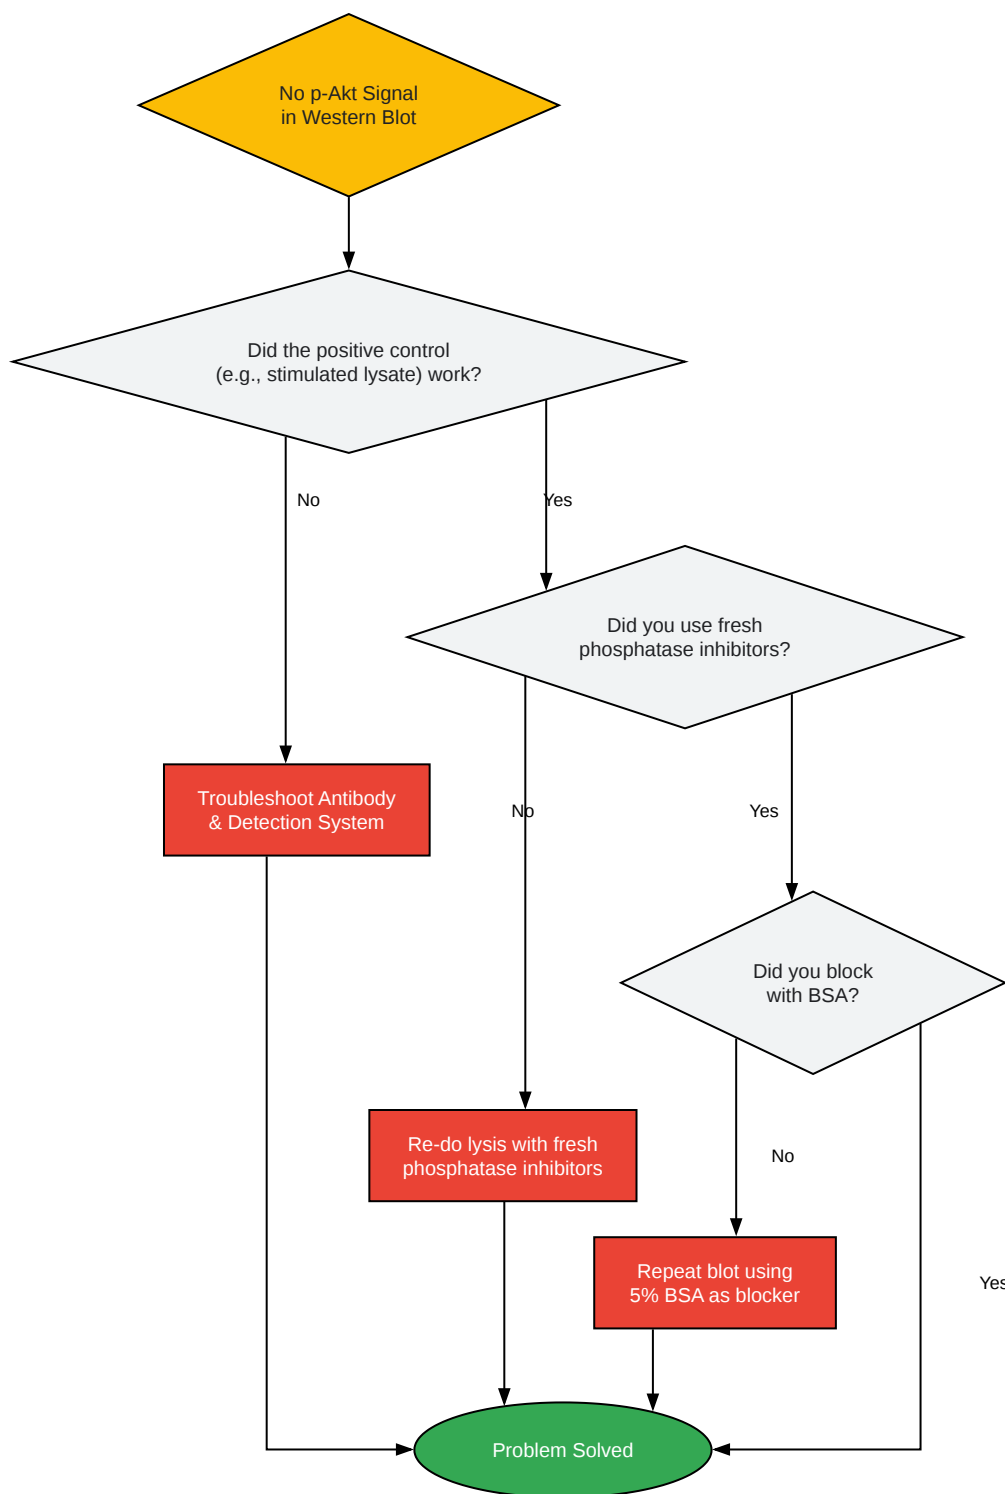 No p-Akt Signal
in Western Blot
Did the positive control
(e.g., stimulated lysate) work?
No
Yes
Did you use fresh
phosphatase inhibitors?
Troubleshoot Antibody
& Detection System
No
Yes
Did you block
with BSA?
Re-do lysis with fresh
phosphatase inhibitors
No
Repeat blot using
5% BSA as blocker
Yes
Problem Solved